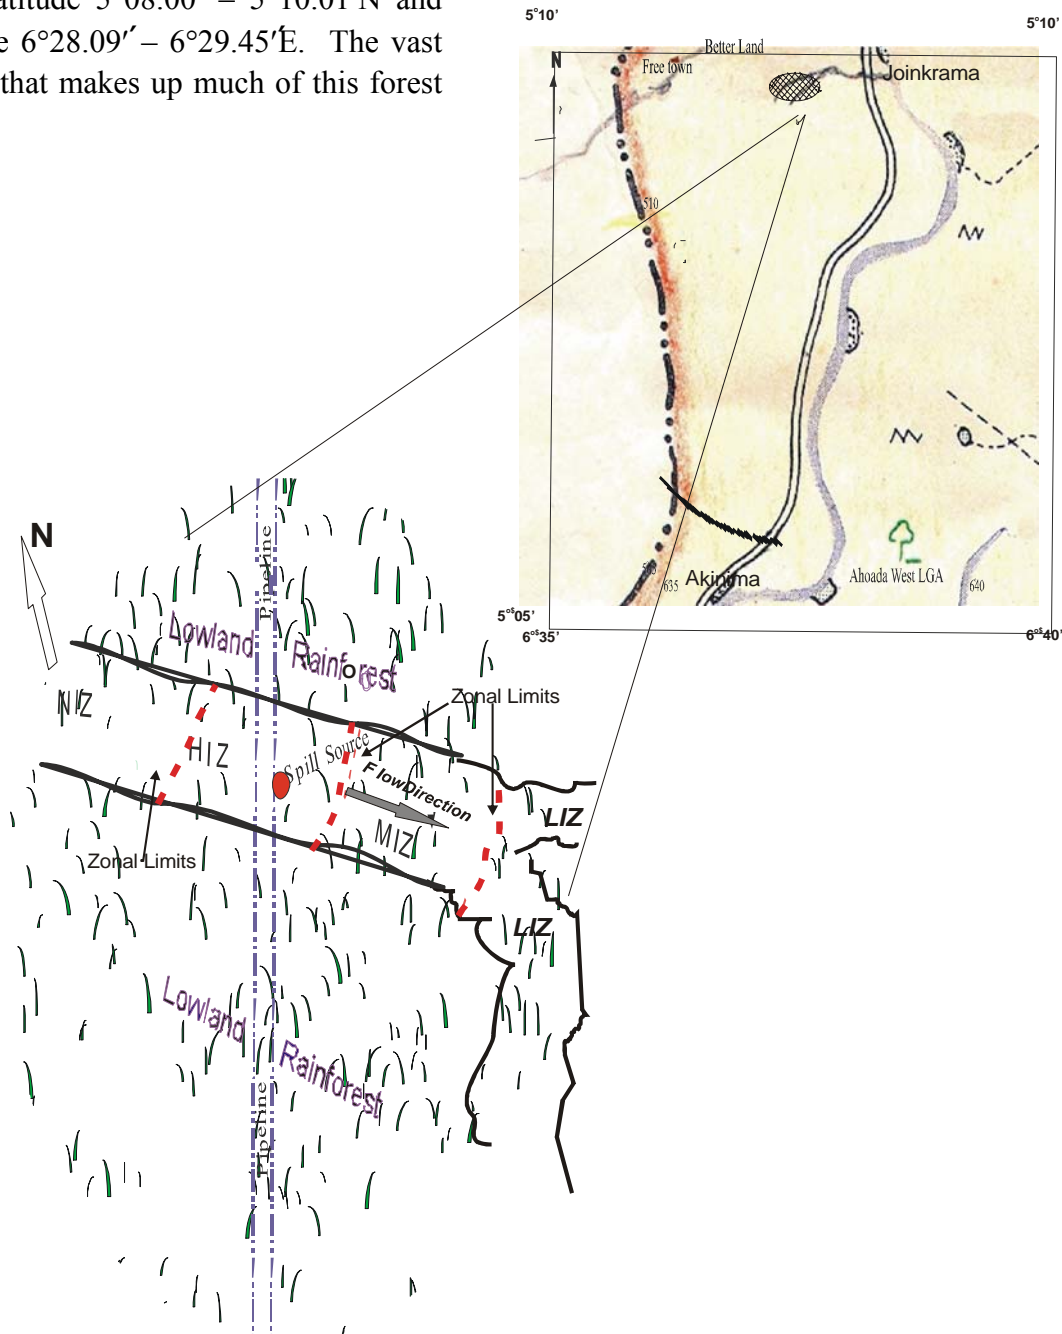 atitude 5°08.00′ – 5°10.01′N and
e 6°28.09′′ – 6°29.45′E. The vast
that makes up much of this forest
5°10'
5°10'
N
Better Land
Free town
Joinkrama
510
Akinima
635
Ahoada West LGA
640
5°05'
6°35'
6°40'
N
Pipeline
Lowland
Rainforest
Zonal Limits
NIZ
HIZ
Spill Source
Flow Direction
MIZ
LIZ
Zonal Limits
LIZ
Lowland
Rainforest
Pipeline